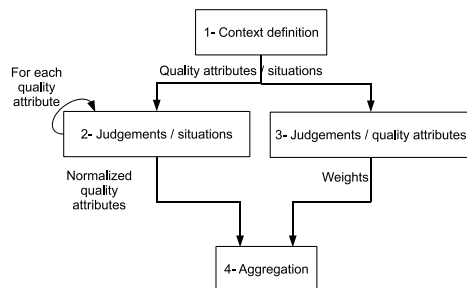 1- Context definition
Quality attributes / situations
For each
quality
attribute
2- Judgements / situations
3- Judgements / quality attributes
Normalized
quality
attributes
Weights
4- Aggregation